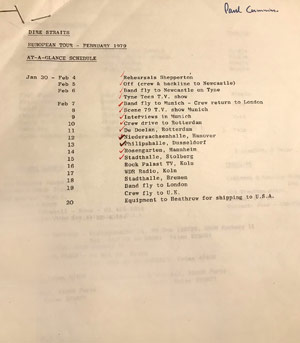 Paul Cummins
DIRE STRAITS
EUROPEAN TOUR - FEBRUARY 1979
AT-A-GLANCE SCHEDULE
Jan 30 - Feb 4 Rehearsals Shepperton
Feb 5 Off (crew & backline to Newcastle)
Feb 6 Band fly to Newcastle on Tyne
Tyne Tees T.V. show
Feb 7 Band fly to Munich - Crew return to London
8 Scene 79 T.V. show Munich
9 Interviews in Munich
10 Crew drive to Rotterdam
11 De Doelan, Rotterdam
12 Niedersachsenhalle, Hanover
13 Philipshalle, Dusseldorf
14 Rosengarten, Mannheim
15 Stadthalle, Stolberg
16 Rock Palast TV, Koln
17 WDR Radio, Koln
18 Stadthalle, Bremen
19 Band fly to London
Crew fly to U.K.
20 Equipment to Heathrow for shipping to U.S.A.